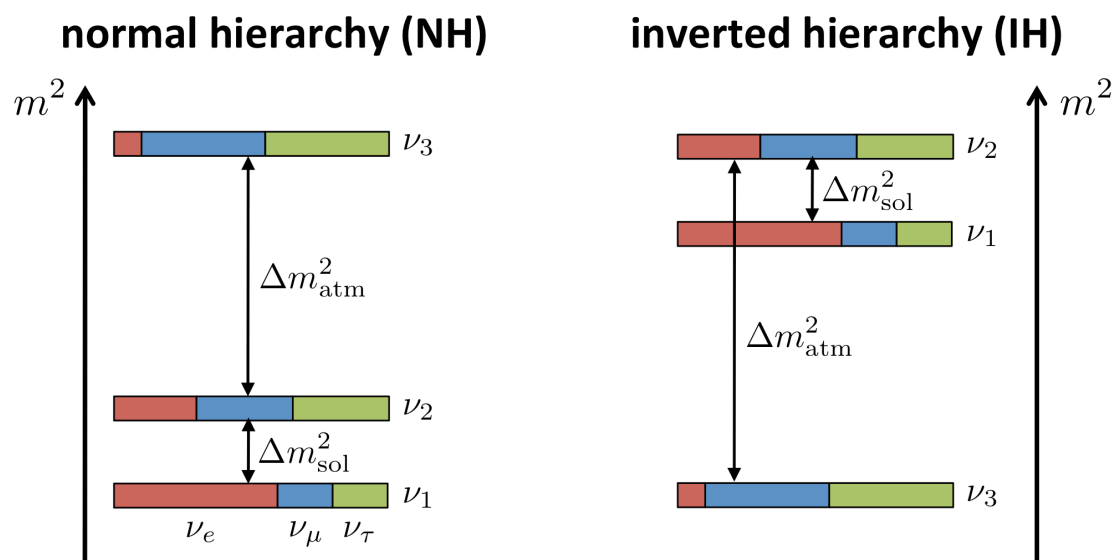 normal hierarchy (NH)
m²
ν₃
Δm²atm
ν₂
Δm²sol
ν₁
νₑ νμ ντ
inverted hierarchy (IH)
m²
ν₂
Δm²sol
ν₁
Δm²atm
ν₃